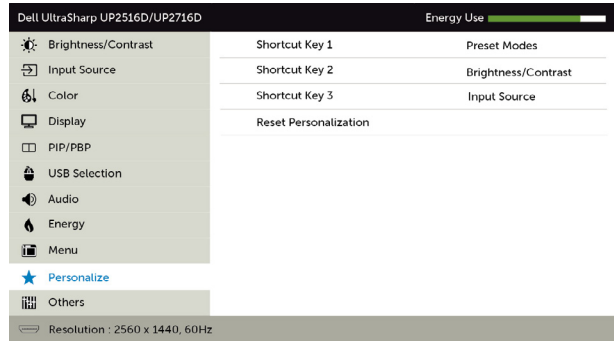 Dell UltraSharp UP2516D/UP2716D Energy Use
Brightness/Contrast Shortcut Key 1 Preset Modes
Input Source Shortcut Key 2 Brightness/Contrast
Color Shortcut Key 3 Input Source
Display Reset Personalization
PIP/PBP
USB Selection
Audio
Energy
Menu
Personalize
Others
Resolution : 2560 x 1440, 60Hz